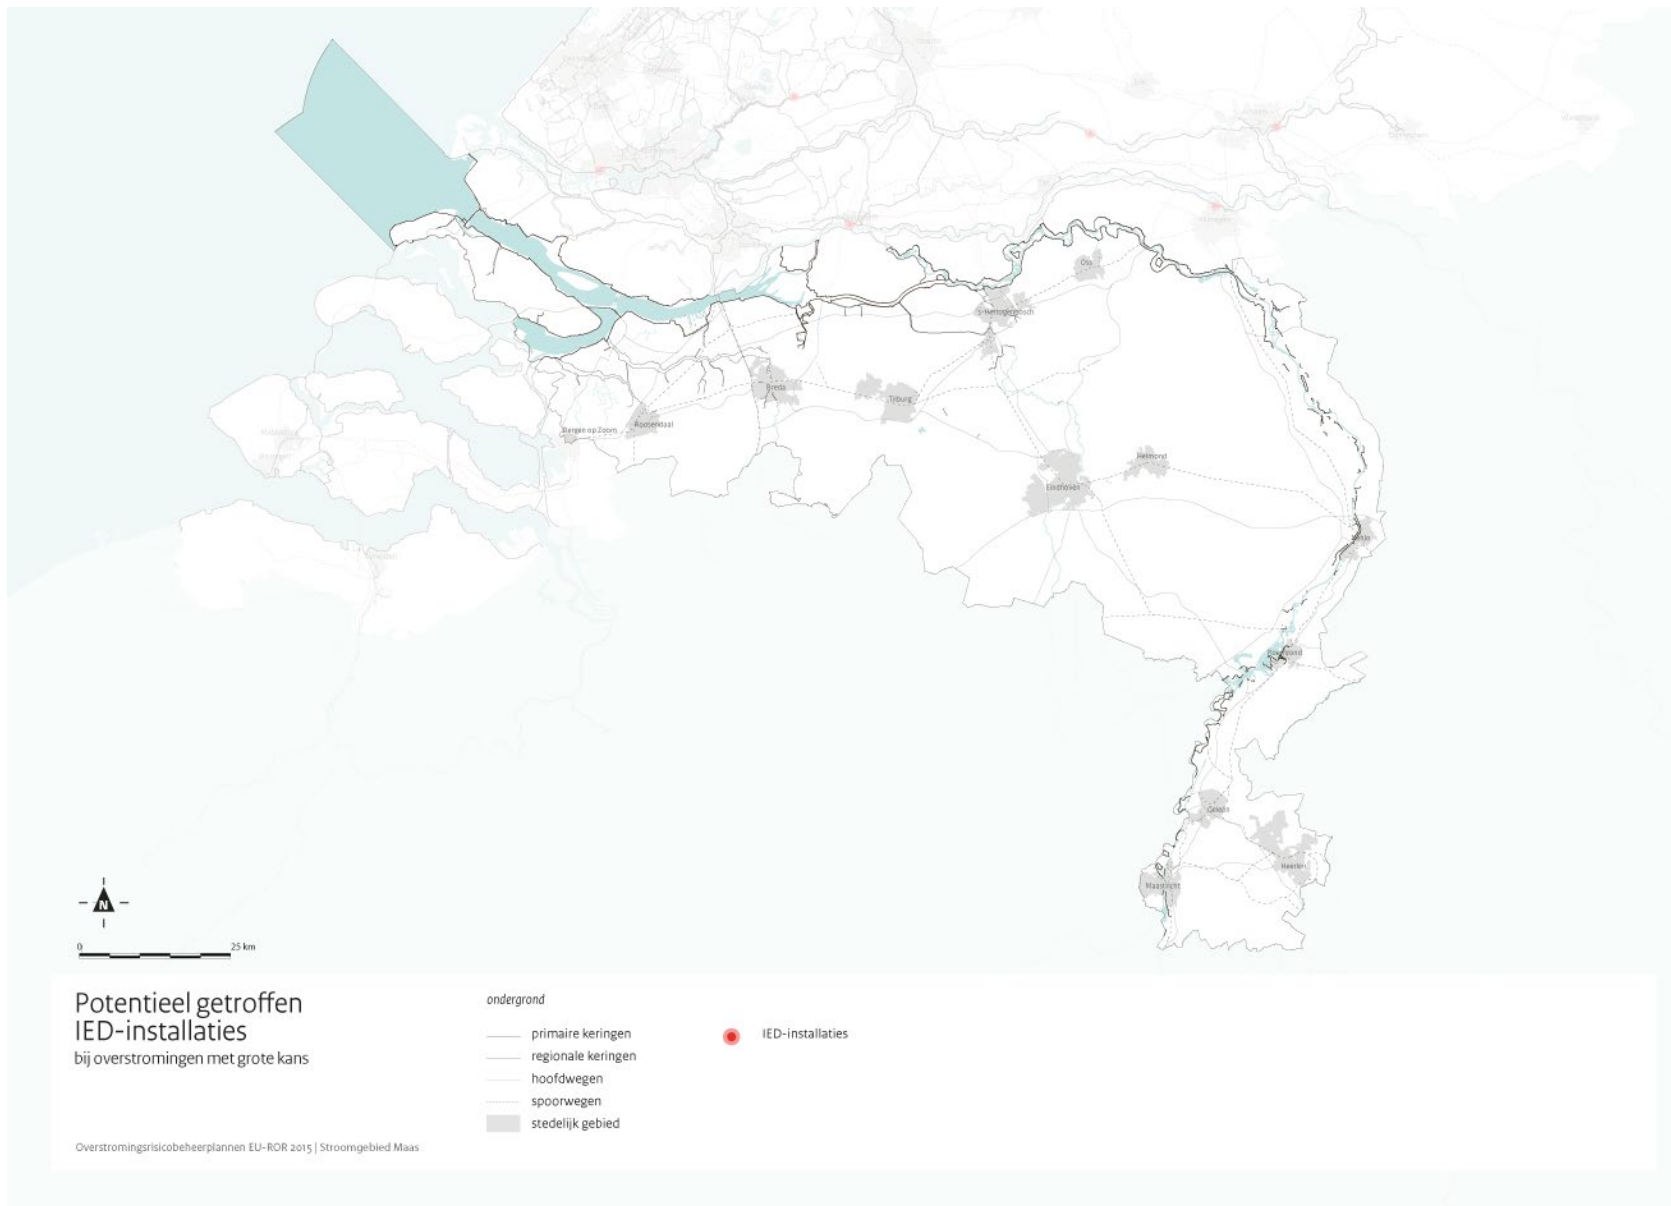 Oss
's-Hertogenbosch
Breda
Tilburg
Bergen op Zoom
Roosendaal
Helmond
Eindhoven
Venlo
Roermond
Geleen
Heerlen
Maastricht
N
0 25 km
Potentieel getroffen
IED-installaties
bij overstromingen met grote kans
ondergrond
primaire keringen
regionale keringen
hoofdwegen
spoorwegen
stedelijk gebied
IED-installaties
Overstromingsrisicobeheerplannen EU-ROR 2015 | Stroomgebied Maas